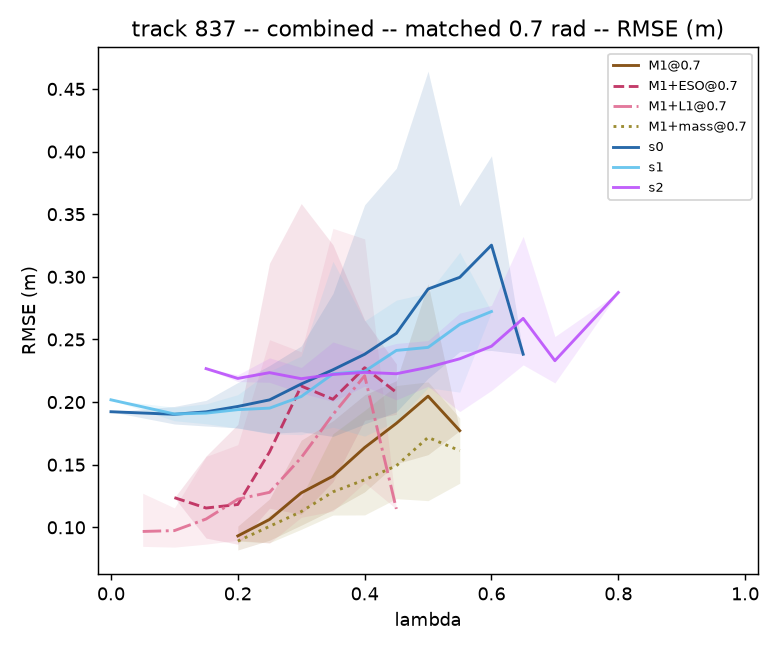 track 837 -- combined -- matched 0.7 rad -- RMSE (m)
M1@0.7
M1+ESO@0.7
M1+L1@0.7
M1+mass@0.7
s0
s1
s2
RMSE (m)
0.45
0.40
0.35
0.30
0.25
0.20
0.15
0.10
0.0 0.2 0.4 0.6 0.8 1.0
lambda